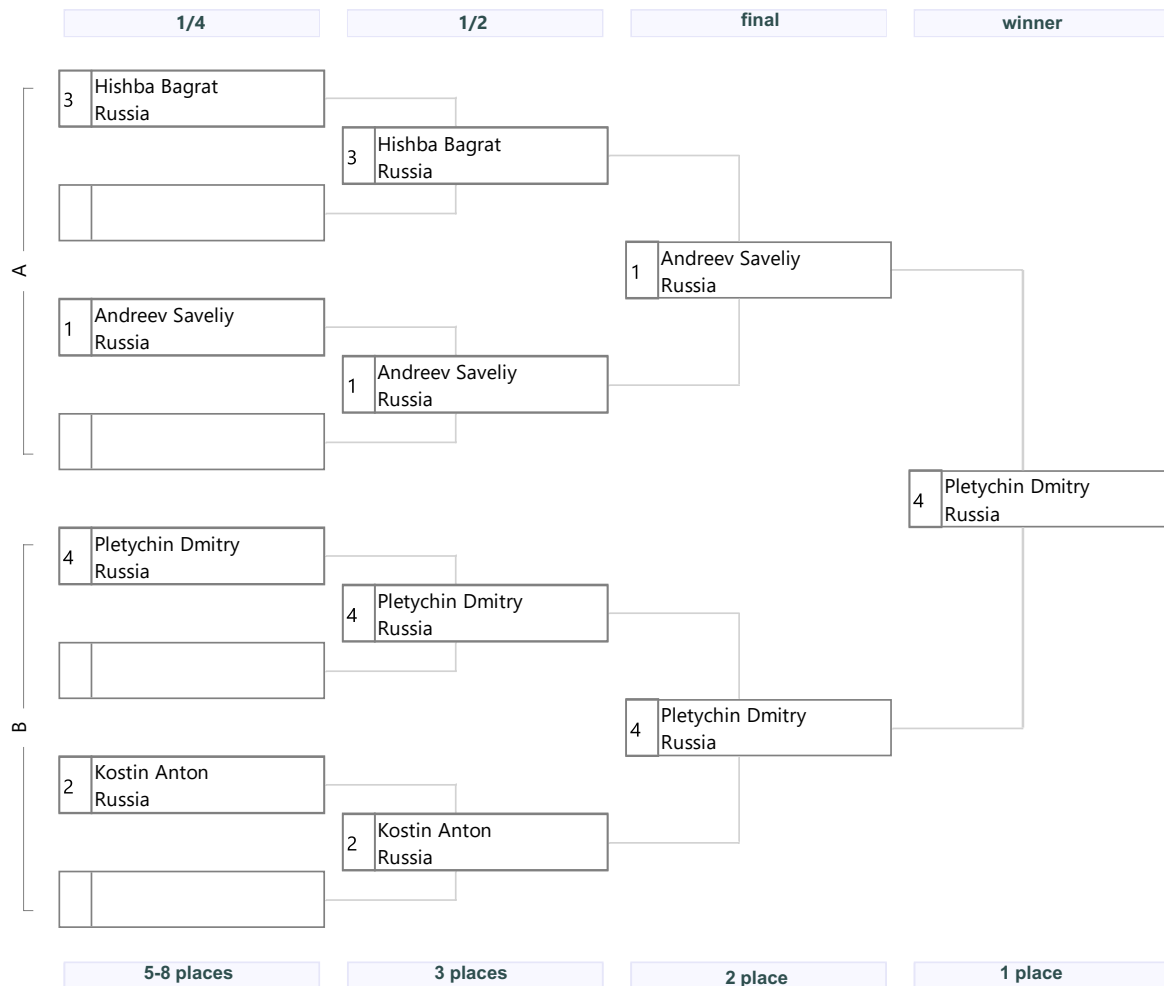 1/4
1/2
final
winner
3
Hishba Bagrat
Russia
3
Hishba Bagrat
Russia
A
1
Andreev Saveliy
Russia
1
Andreev Saveliy
Russia
1
Andreev Saveliy
Russia
4
Pletychin Dmitry
Russia
4
Pletychin Dmitry
Russia
4
Pletychin Dmitry
Russia
B
4
Pletychin Dmitry
Russia
2
Kostin Anton
Russia
2
Kostin Anton
Russia
5-8 places
3 places
2 place
1 place